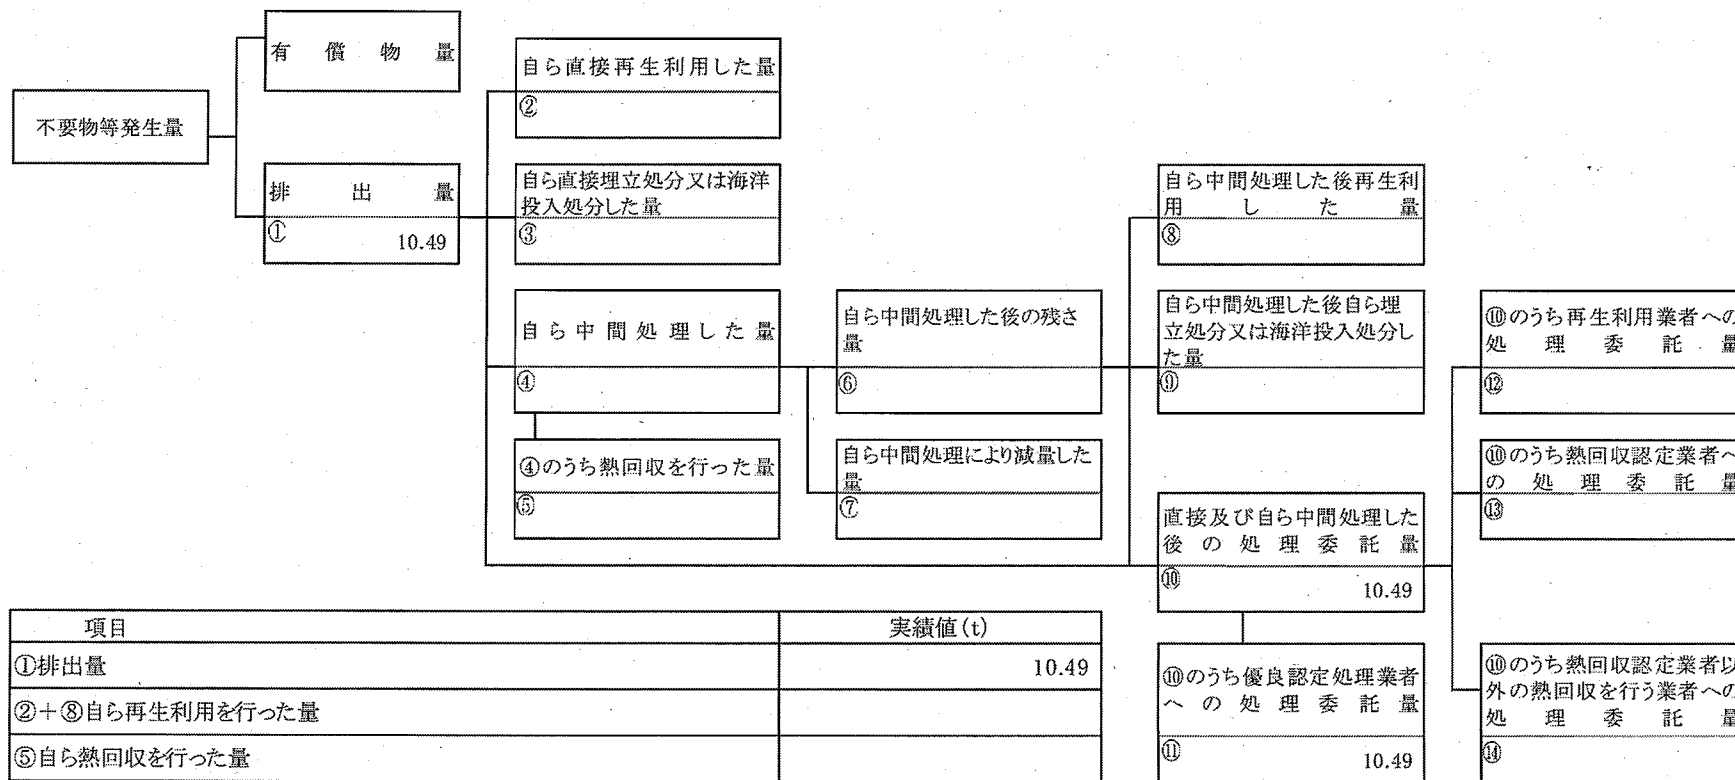 有償物量
不要物等発生量
排出量
① 10.49
自ら直接再生利用した量
②
自ら直接埋立処分又は海洋
投入処分した量
③
自ら中間処理した量
④
④のうち熱回収を行った量
⑤
自ら中間処理した後の残さ
量
⑥
自ら中間処理により減量した
量
⑦
自ら中間処理した後再生利
用した量
⑧
自ら中間処理した後自ら埋
立処分又は海洋投入処分し
た量
⑨
直接及び自ら中間処理した
後の処理委託量
⑩ 10.49
⑩のうち優良認定処理業者
への処理委託量
⑪ 10.49
⑩のうち再生利用業者への
処理委託量
⑫
⑩のうち熱回収認定業者へ
の処理委託量
⑬
⑩のうち熱回収認定業者以
外の熱回収を行う業者への
処理委託量
⑭
項目 実績値(t)
①排出量 10.49
②+⑧自ら再生利用を行った量
⑤自ら熱回収を行った量